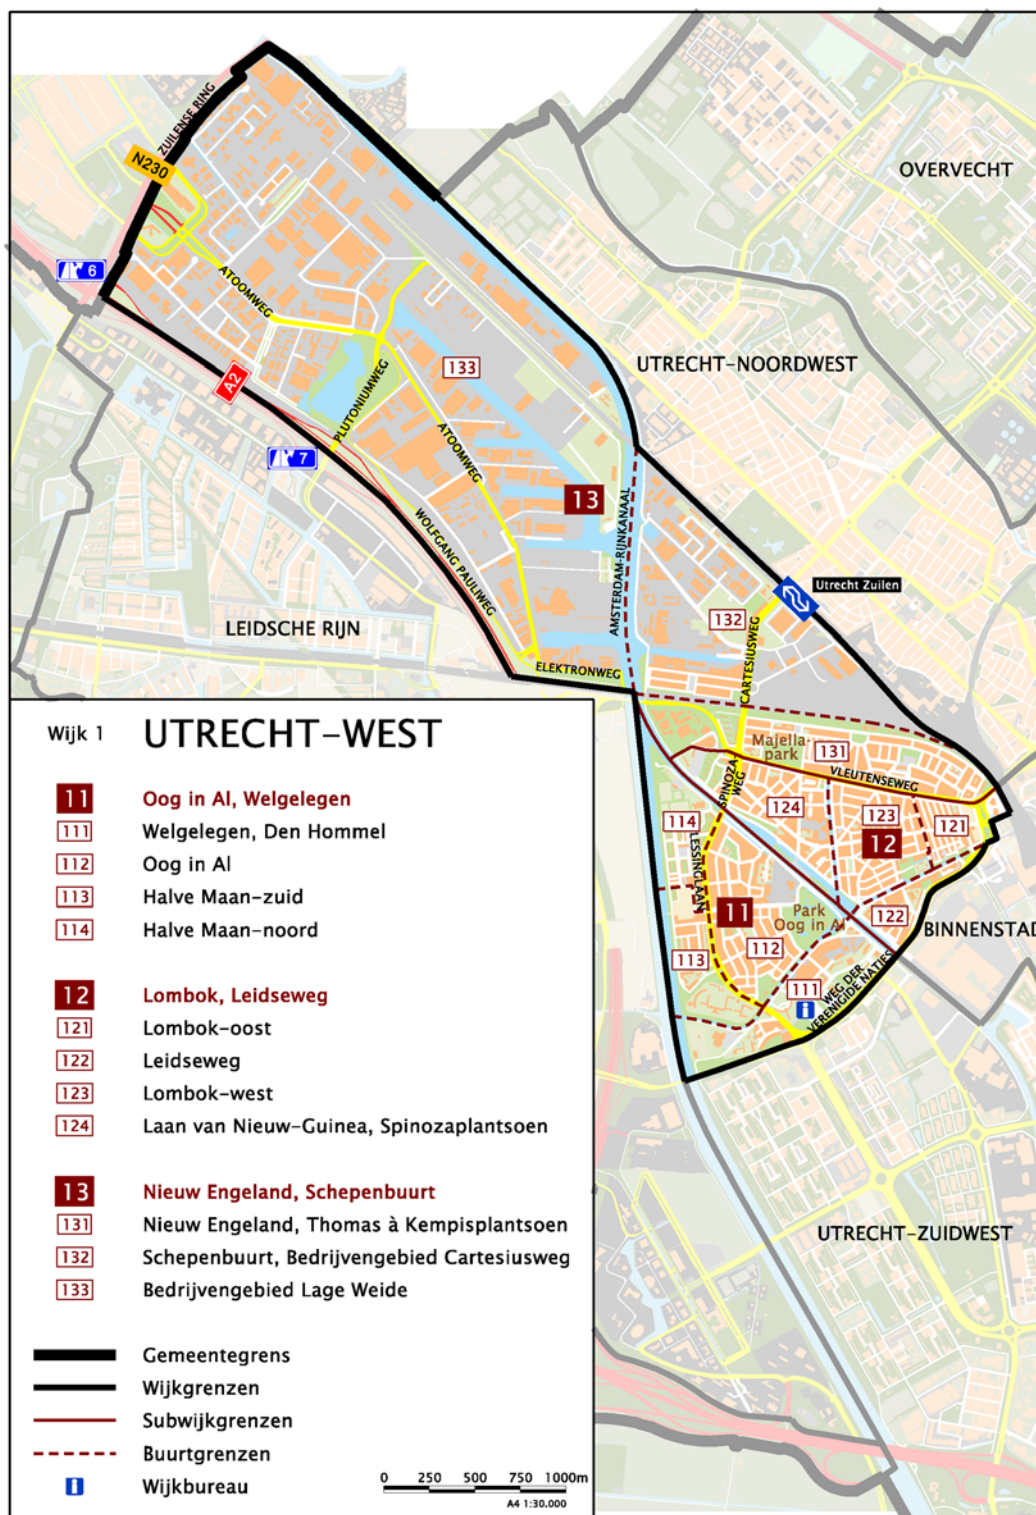 ZUILENSE RING
N230
OVERVECHT
6
ATOOMWEG
UTRECHT-NOORDWEST
133
A2
PLUTONIUMWEG
ATOOMWEG
7
13
WOLFGANG PAULIWEG
AMSTERDAM-RIJNKANAAL
Utrecht Zuilen
132
LEIDSCHE RIJN
CARTESIUSWEG
ELEKTRONWEG
Majella-
park
131
SPINOZA-
WEG
VLEUTENSEWEG
124
123
121
114
12
LESSINGLAAN
11
Park
Oog in Al
122
BINNENSTAD
112
113
111
WEG DER
VERENIGIDE NATIES
UTRECHT-ZUIDWEST
Wijk 1 UTRECHT-WEST
11 Oog in Al, Welgelegen
111 Welgelegen, Den Hommel
112 Oog in Al
113 Halve Maan-zuid
114 Halve Maan-noord
12 Lombok, Leidseweg
121 Lombok-oost
122 Leidseweg
123 Lombok-west
124 Laan van Nieuw-Guinea, Spinozaplantsoen
13 Nieuw Engeland, Schepenbuurt
131 Nieuw Engeland, Thomas à Kempisplantsoen
132 Schepenbuurt, Bedrijvengebied Cartesiusweg
133 Bedrijvengebied Lage Weide
Gemeentegrens
Wijkgrenzen
Subwijkgrenzen
Buurtgrenzen
i Wijkbureau
0 250 500 750 1000m
A4 1:30.000